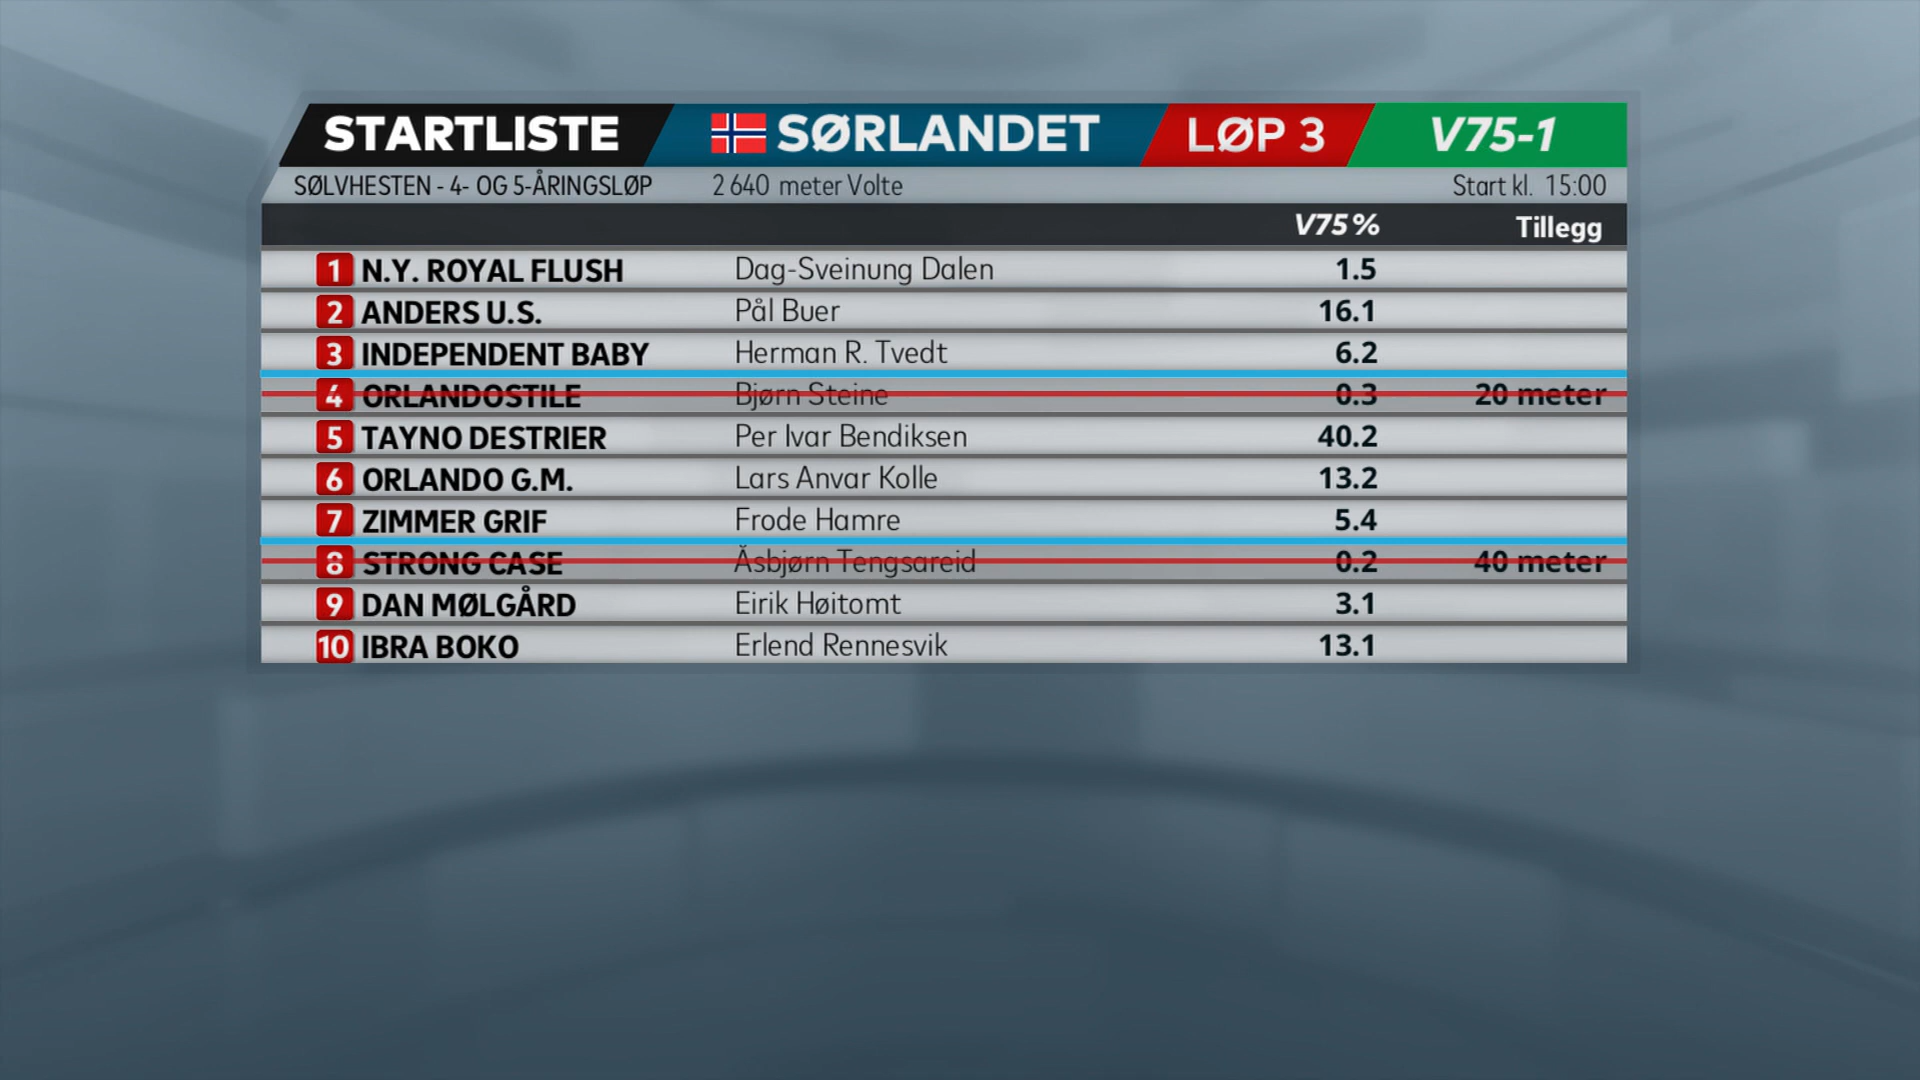 STARTLISTE SØRLANDET LØP 3 V75-1
SØLVHESTEN - 4- OG 5-ÅRINGSLØP 2 640 meter Volte Start kl. 15:00
V75% Tillegg
1 N.Y. ROYAL FLUSH Dag-Sveinung Dalen 1.5
2 ANDERS U.S. Pål Buer 16.1
3 INDEPENDENT BABY Herman R. Tvedt 6.2
4 ORLANDOSTILE Bjørn Steine 0.3 20 meter
5 TAYNO DESTRIER Per Ivar Bendiksen 40.2
6 ORLANDO G.M. Lars Anvar Kolle 13.2
7 ZIMMER GRIF Frode Hamre 5.4
8 STRONG CASE Åsbjørn Tengsareid 0.2 40 meter
9 DAN MØLGÅRD Eirik Høitomt 3.1
10 IBRA BOKO Erlend Rennesvik 13.1